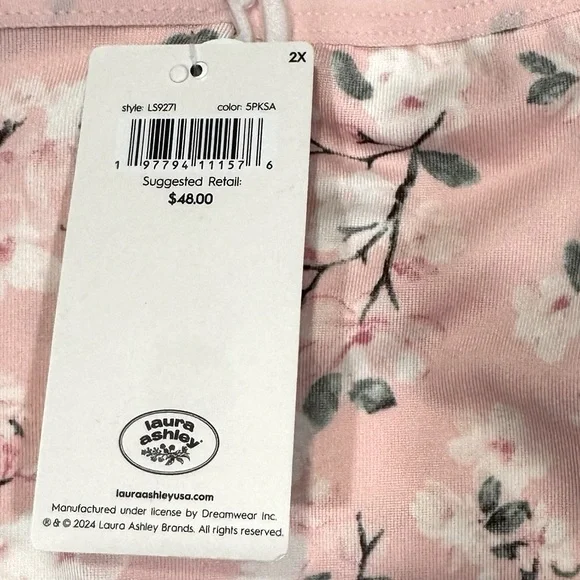 2X
style: LS9271 color: 5PKSA
1 97794 11157 6
Suggested Retail:
$48.00
laura
ashley®
lauraashleyusa.com
Manufactured under license by Dreamwear Inc.
® & © 2024 Laura Ashley Brands. All rights reserved.